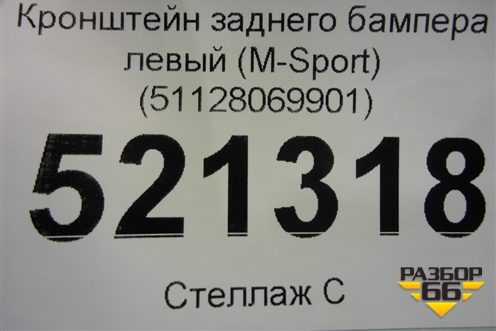 Кронштейн заднего бампера
левый (M-Sport)
(51128069901)
521318
Стеллаж С
РАЗБОР
66